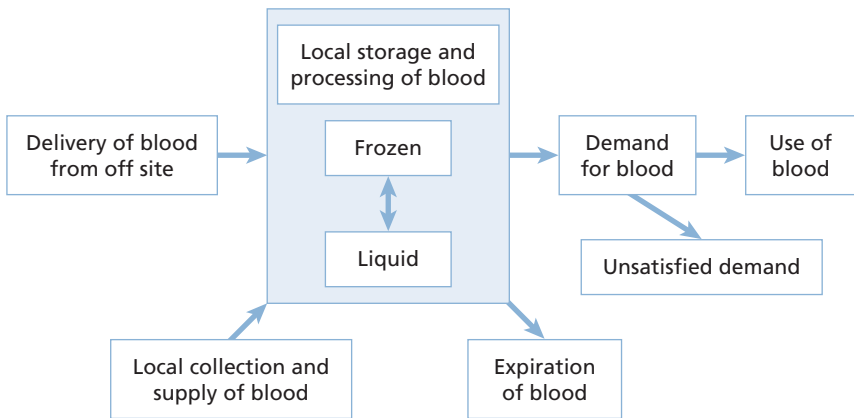 Local storage and
processing of blood
Delivery of blood
from off site
Frozen
Demand
for blood
Use of
blood
Liquid
Unsatisfied demand
Local collection and
supply of blood
Expiration
of blood